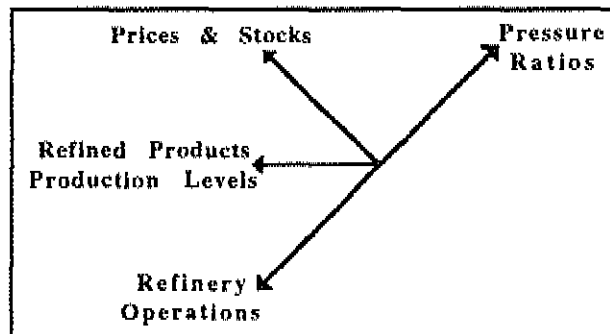 Prices & Stocks
Pressure
Ratios
Refined Products
Production Levels
Refinery
Operations